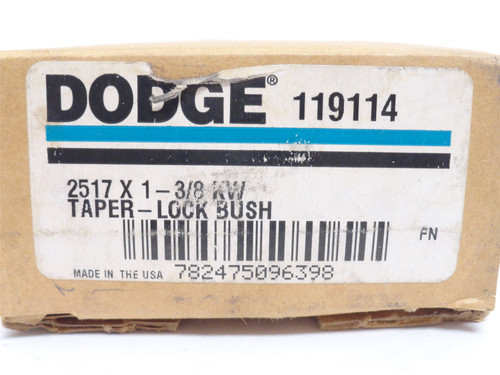 DODGE® 119114
2517 X 1-3/8 KW
TAPER-LOCK BUSH
FN
MADE IN THE USA 782475096398